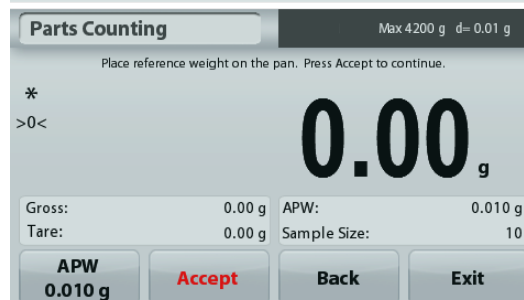 Parts Counting
Max 4200 g d= 0.01 g
Place reference weight on the pan. Press Accept to continue.
*
>0<
0.00 g
Gross: 0.00 g APW: 0.010 g
Tare: 0.00 g Sample Size: 10
APW
0.010 g
Accept
Back
Exit